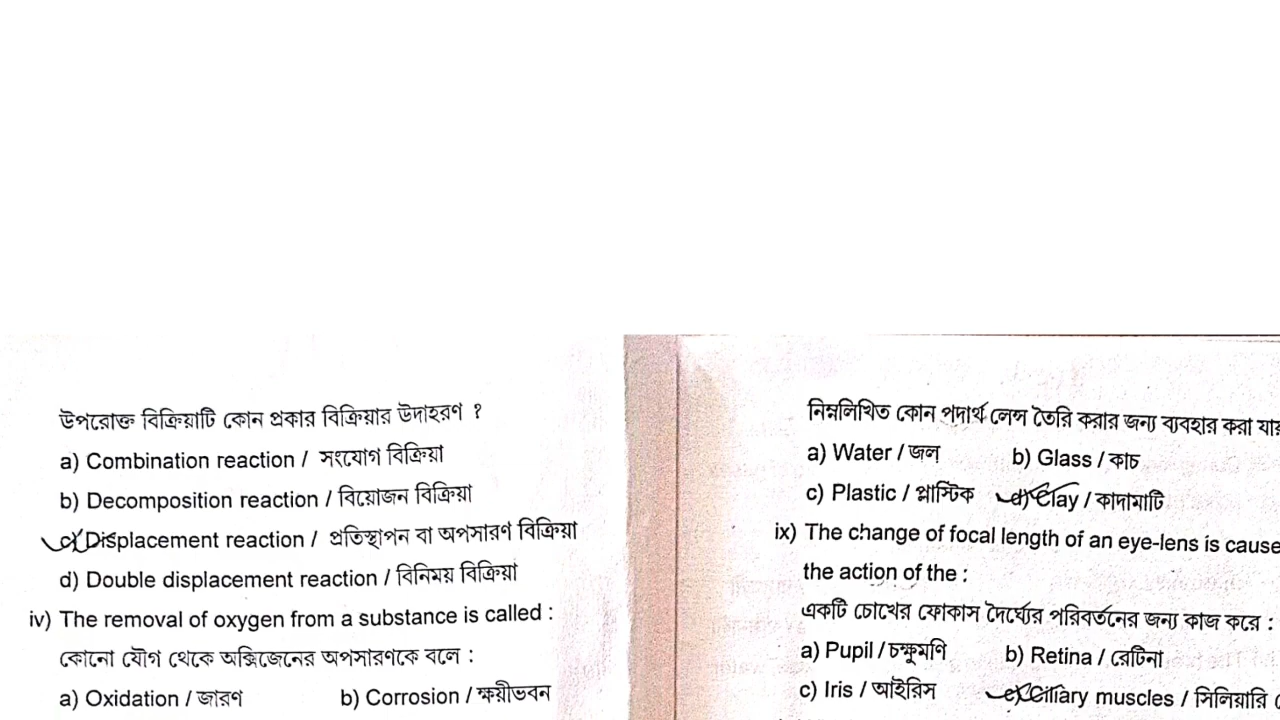 উপরোক্ত বিক্রিয়াটি কোন প্রকার বিক্রিয়ার উদাহরণ ?
a) Combination reaction / সংযোগ বিক্রিয়া
b) Decomposition reaction / বিয়োজন বিক্রিয়া
c) Displacement reaction / প্রতিস্থাপন বা অপসারণ বিক্রিয়া
d) Double displacement reaction / বিনিময় বিক্রিয়া
iv) The removal of oxygen from a substance is called :
কোনো যৌগ থেকে অক্সিজেনের অপসারণকে বলে :
a) Oxidation / জারণ b) Corrosion / ক্ষয়ীভবন
নিম্নলিখিত কোন পদার্থ লেন্স তৈরি করার জন্য ব্যবহার করা
a) Water / জল b) Glass / কাচ
c) Plastic / প্লাস্টিক d) Clay / কাদামাটি
ix) The change of focal length of an eye-lens is cause
the action of the :
একটি চোখের ফোকাস দৈর্ঘ্যের পরিবর্তনের জন্য কাজ করে :
a) Pupil / চক্ষুমণি b) Retina / রেটিনা
c) Iris / আইরিস Ciliary muscles / সিলিয়ারি